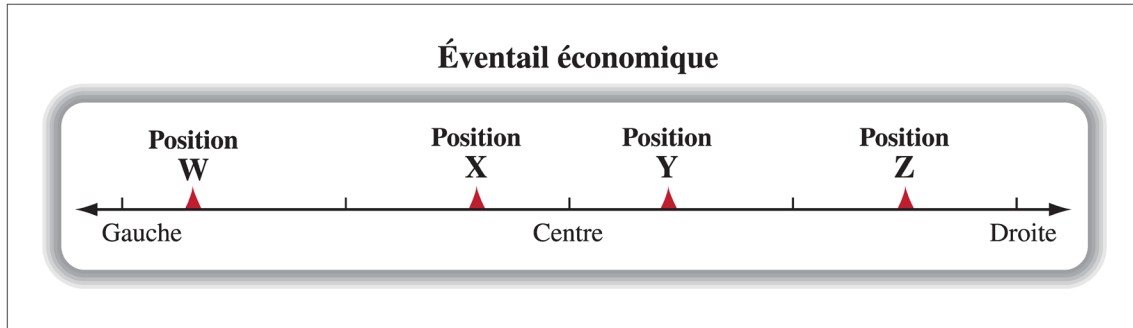 Éventail économique
Position W
Position X
Position Y
Position Z
Gauche
Centre
Droite